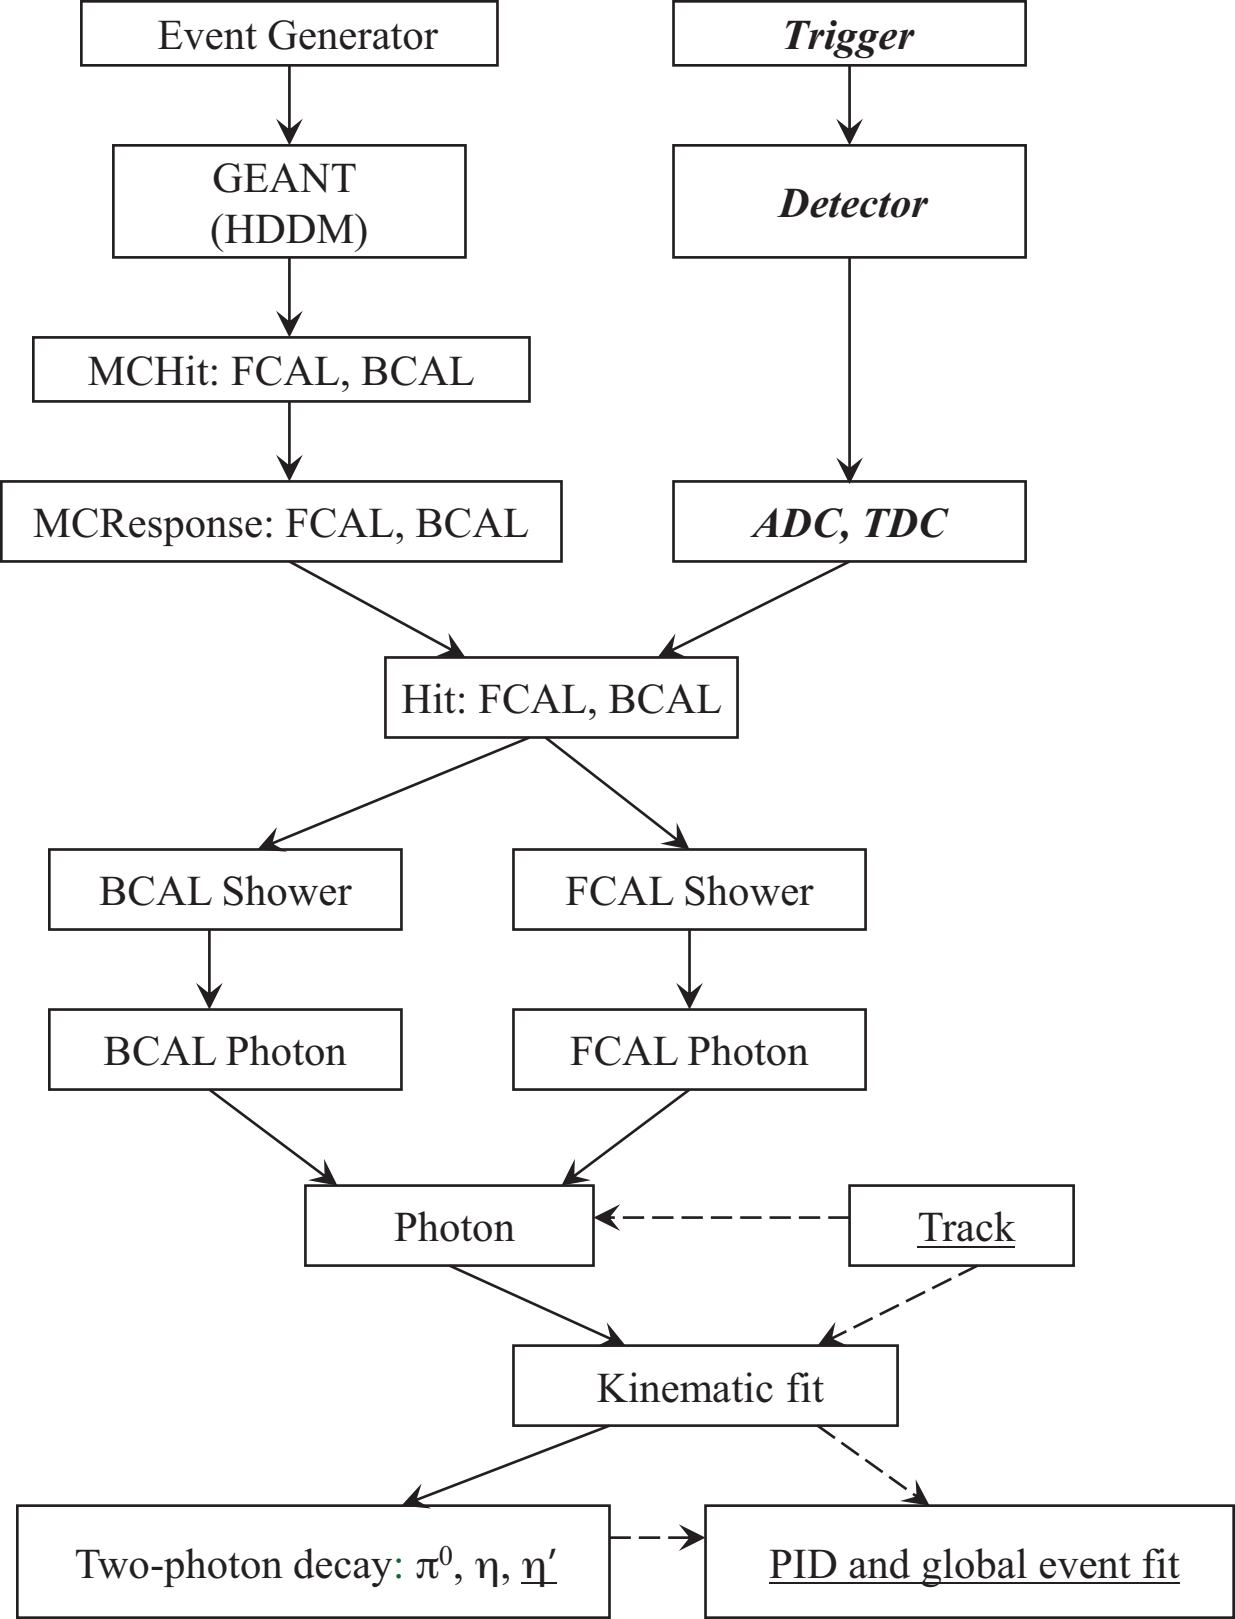 Event Generator
Trigger
GEANT
(HDDM)
Detector
MCHit: FCAL, BCAL
MCResponse: FCAL, BCAL
ADC, TDC
Hit: FCAL, BCAL
BCAL Shower
FCAL Shower
BCAL Photon
FCAL Photon
Photon
Track
Kinematic fit
Two-photon decay: π⁰, η, η′
PID and global event fit